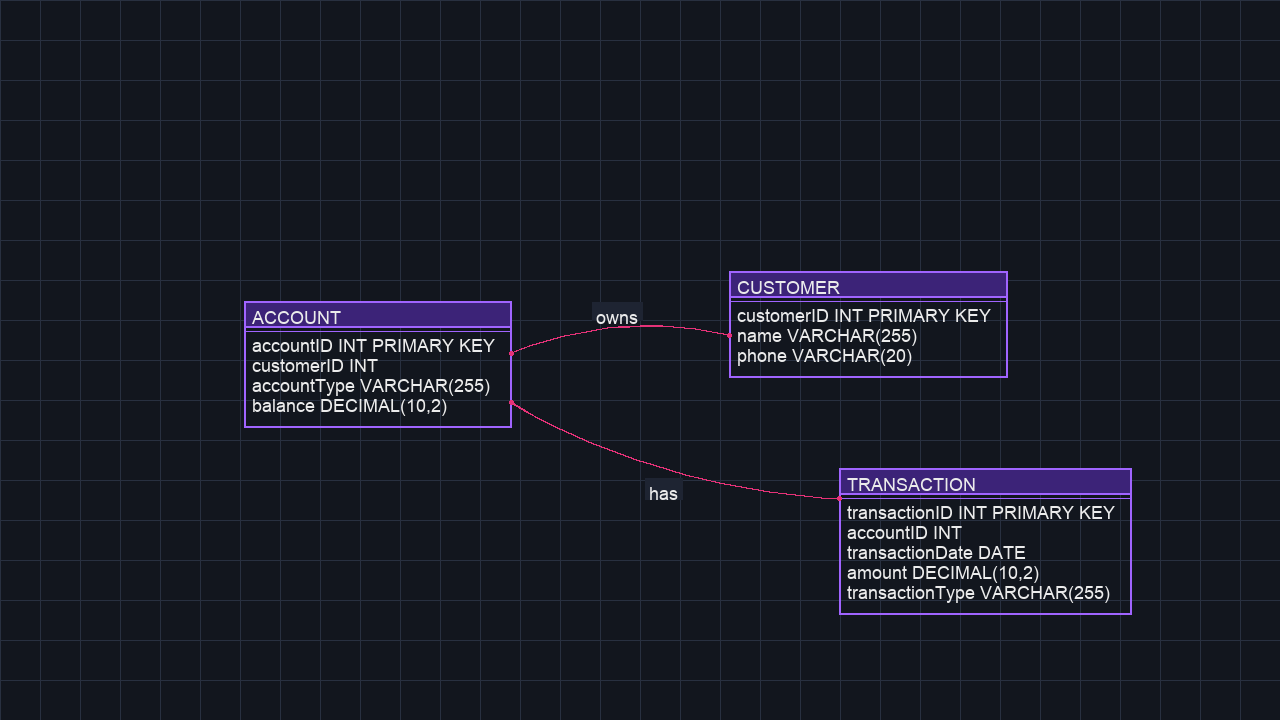 ACCOUNT
accountID INT PRIMARY KEY
customerID INT
accountType VARCHAR(255)
balance DECIMAL(10,2)
owns
CUSTOMER
customerID INT PRIMARY KEY
name VARCHAR(255)
phone VARCHAR(20)
has
TRANSACTION
transactionID INT PRIMARY KEY
accountID INT
transactionDate DATE
amount DECIMAL(10,2)
transactionType VARCHAR(255)